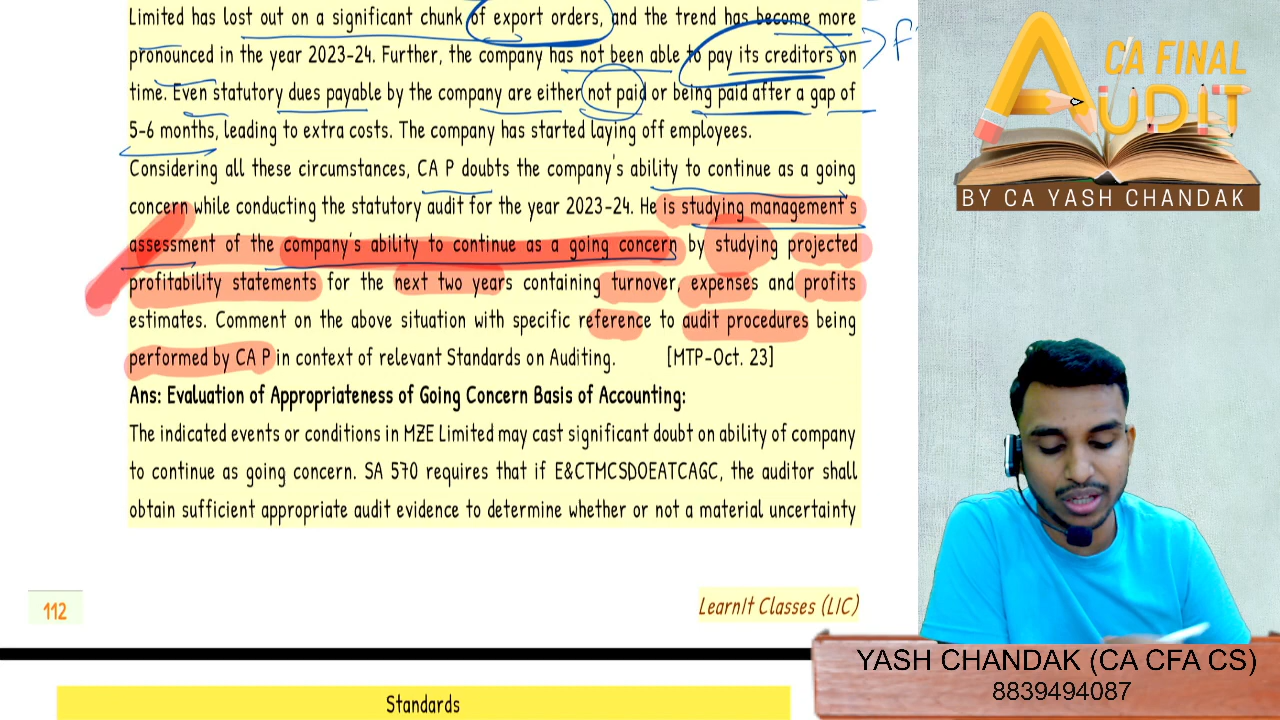 Limited has lost out on a significant chunk of export orders, and the trend has become more
pronounced in the year 2023-24. Further, the company has not been able to pay its creditors on
time. Even statutory dues payable by the company are either not paid or being paid after a gap of
5-6 months, leading to extra costs. The company has started laying off employees.
Considering all these circumstances, CA P doubts the company's ability to continue as a going
concern while conducting the statutory audit for the year 2023-24. He is studying management's
assessment of the company's ability to continue as a going concern by studying projected
profitability statements for the next two years containing turnover, expenses and profits
estimates. Comment on the above situation with specific reference to audit procedures being
performed by CA P in context of relevant Standards on Auditing. [MTP-Oct. 23]
Ans: Evaluation of Appropriateness of Going Concern Basis of Accounting:
The indicated events or conditions in MZE Limited may cast significant doubt on ability of company
to continue as going concern. SA 570 requires that if E&CTMCSDOEATCAGC, the auditor shall
obtain sufficient appropriate audit evidence to determine whether or not a material uncertainty
112
LearnIt Classes (LIC)
Standards
CA FINAL
AUDIT
BY CA YASH CHANDAK
YASH CHANDAK (CA CFA CS)
8839494087